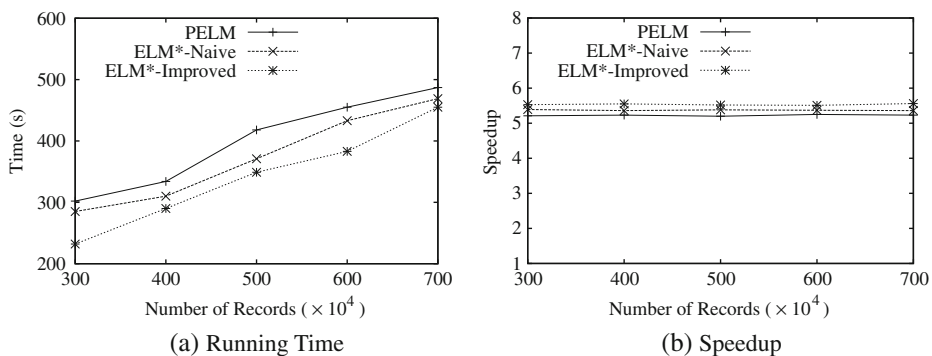 600
500
400
300
200
Time (s)
PELM
ELM*-Naive
ELM*-Improved
300 400 500 600 700
Number of Records (×10⁴)
(a) Running Time
8
7
6
5
4
3
2
1
Speedup
PELM
ELM*-Naive
ELM*-Improved
300 400 500 600 700
Number of Records (×10⁴)
(b) Speedup